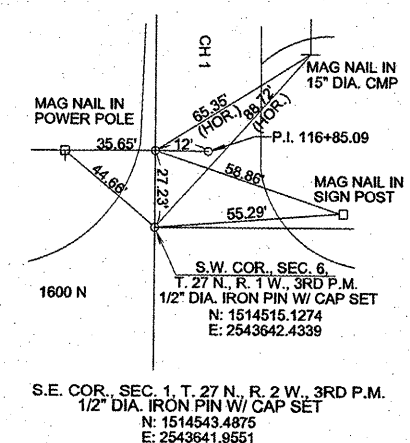 CH 1
MAG NAIL IN
15" DIA. CMP
MAG NAIL IN
POWER POLE
65.35'
(HOR.)
88.72'
(HOR.)
35.65'
12'
P.I. 116+85.09
44.66'
27.23'
58.86'
MAG NAIL IN
SIGN POST
55.29'
S.W. COR., SEC. 6,
T. 27 N., R. 1 W., 3RD P.M.
1/2" DIA. IRON PIN W/ CAP SET
N: 1514515.1274
E: 2543642.4339
1600 N
S.E. COR., SEC. 1, T. 27 N., R. 2 W., 3RD P.M.
1/2" DIA. IRON PIN W/ CAP SET
N: 1514543.4875
E: 2543641.9551